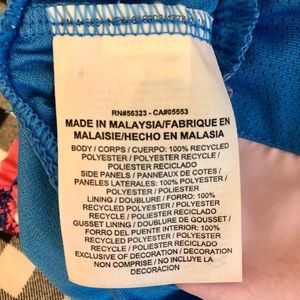 RN#56323 - CA#05553
MADE IN MALAYSIA/FABRIQUE EN
MALAISIE/HECHO EN MALASIA
BODY / CORPS / CUERPO: 100% RECYCLED
POLYESTER / POLYESTER RECYCLE /
POLIESTER RECICLADO
SIDE PANELS / PANNEAUX DE COTES /
PANELES LATERALES: 100% POLYESTER /
POLYESTER / POLIESTER
LINING / DOUBLURE / FORRO: 100%
RECYCLED POLYESTER / POLYESTER
RECYCLE / POLIESTER RECICLADO
GUSSET LINING / DOUBLURE DE GOUSSET /
FORRO DEL FUENTE INTERIOR: 100%
RECYCLED POLYESTER / POLYESTER
RECYCLE / POLIESTER RECICLADO
EXCLUSIVE OF DECORATION / DECORATION
NON COMPRISE / NO INCLUYE LA
DECORACION